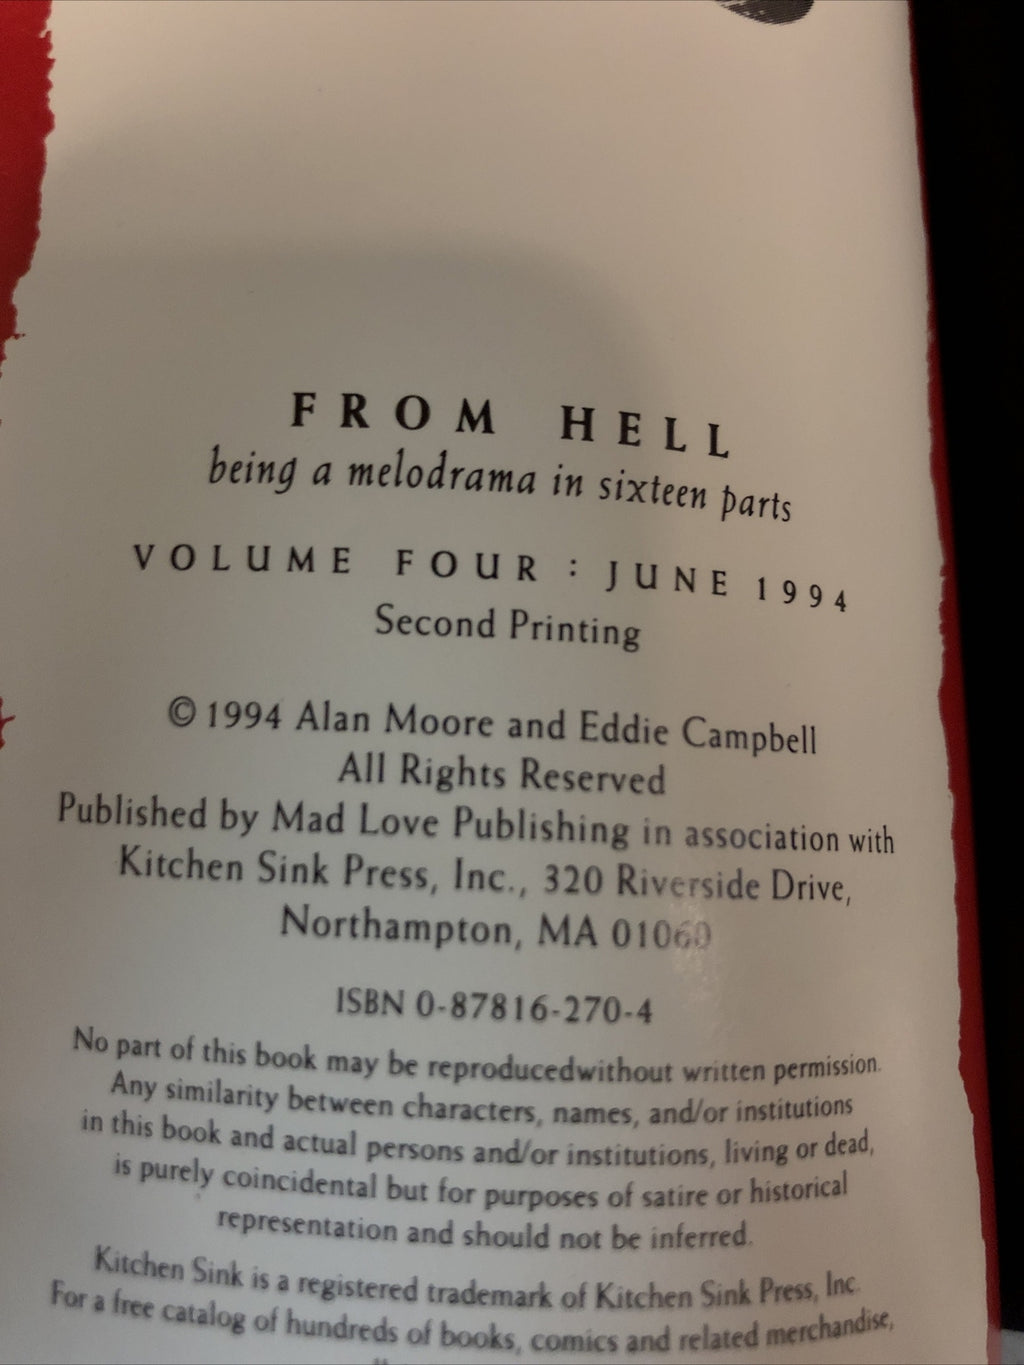 FROM HELL
being a melodrama in sixteen parts
VOLUME FOUR : JUNE 1994
Second Printing
© 1994 Alan Moore and Eddie Campbell
All Rights Reserved
Published by Mad Love Publishing in association with
Kitchen Sink Press, Inc., 320 Riverside Drive,
Northampton, MA 01060
ISBN 0-87816-270-4
No part of this book may be reproducedwithout written permission.
Any similarity between characters, names, and/or institutions
in this book and actual persons and/or institutions, living or dead,
is purely coincidental but for purposes of satire or historical
representation and should not be inferred.
Kitchen Sink is a registered trademark of Kitchen Sink Press, Inc.
For a free catalog of hundreds of books, comics and related merchandise,